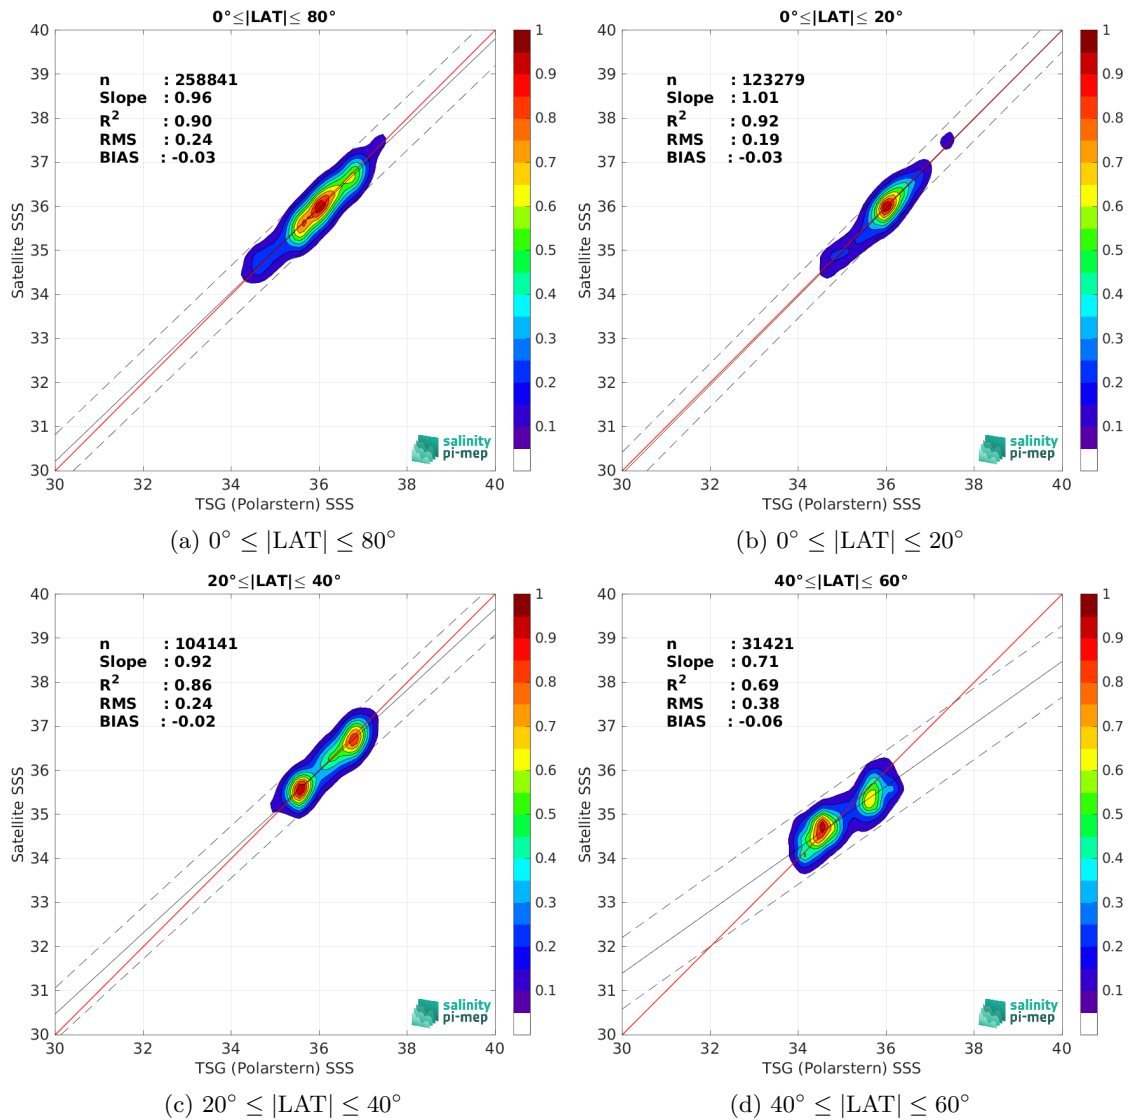 0°≤|LAT|≤ 80°
n : 258841
Slope : 0.96
R² : 0.90
RMS : 0.24
BIAS : -0.03
Satellite SSS
40
39
38
37
36
35
34
33
32
31
30
30 32 34 36 38 40
TSG (Polarstern) SSS
1
0.9
0.8
0.7
0.6
0.5
0.4
0.3
0.2
0.1
salinity
pi-mep
(a) 0° ≤ |LAT| ≤ 80°
0°≤|LAT|≤ 20°
n : 123279
Slope : 1.01
R² : 0.92
RMS : 0.19
BIAS : -0.03
Satellite SSS
40
39
38
37
36
35
34
33
32
31
30
30 32 34 36 38 40
TSG (Polarstern) SSS
1
0.9
0.8
0.7
0.6
0.5
0.4
0.3
0.2
0.1
salinity
pi-mep
(b) 0° ≤ |LAT| ≤ 20°
20°≤|LAT|≤ 40°
n : 104141
Slope : 0.92
R² : 0.86
RMS : 0.24
BIAS : -0.02
Satellite SSS
40
39
38
37
36
35
34
33
32
31
30
30 32 34 36 38 40
TSG (Polarstern) SSS
1
0.9
0.8
0.7
0.6
0.5
0.4
0.3
0.2
0.1
salinity
pi-mep
(c) 20° ≤ |LAT| ≤ 40°
40°≤|LAT|≤ 60°
n : 31421
Slope : 0.71
R² : 0.69
RMS : 0.38
BIAS : -0.06
Satellite SSS
40
39
38
37
36
35
34
33
32
31
30
30 32 34 36 38 40
TSG (Polarstern) SSS
1
0.9
0.8
0.7
0.6
0.5
0.4
0.3
0.2
0.1
salinity
pi-mep
(d) 40° ≤ |LAT| ≤ 60°